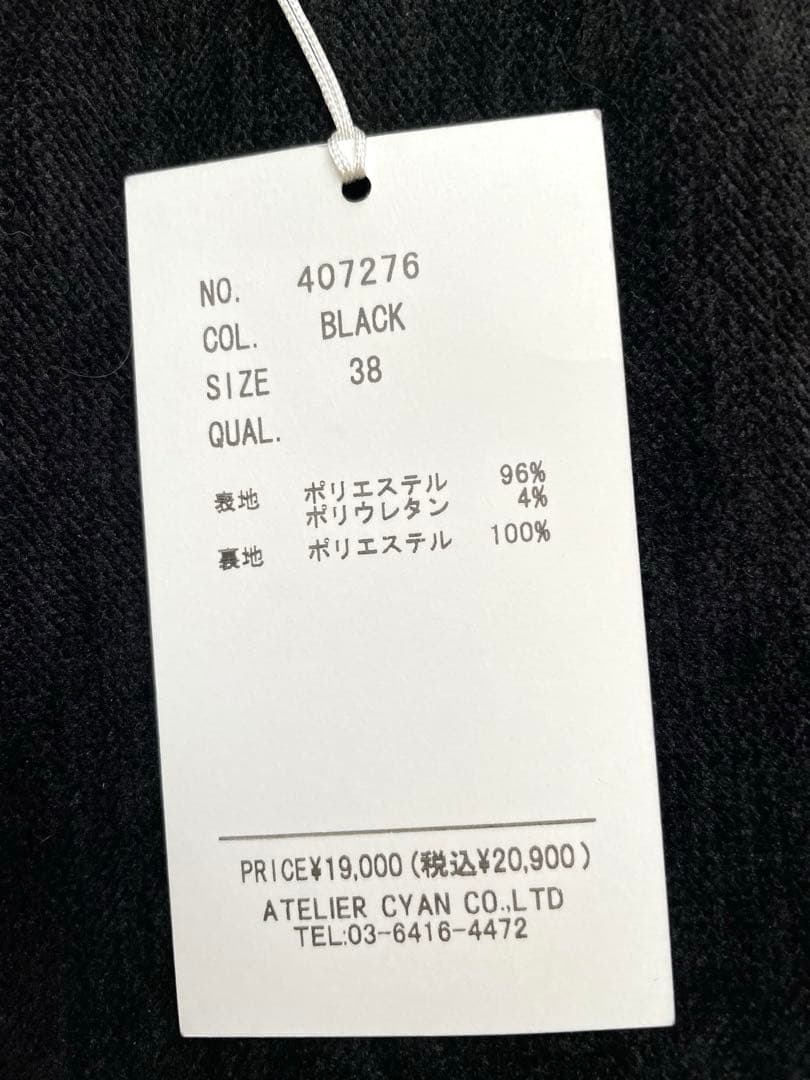 NO. 407276
COL. BLACK
SIZE 38
QUAL.
表地 ポリエステル 96%
ポリウレタン 4%
裏地 ポリエステル 100%
PRICE¥19,000(税込¥20,900)
ATELIER CYAN CO.,LTD
TEL:03-6416-4472